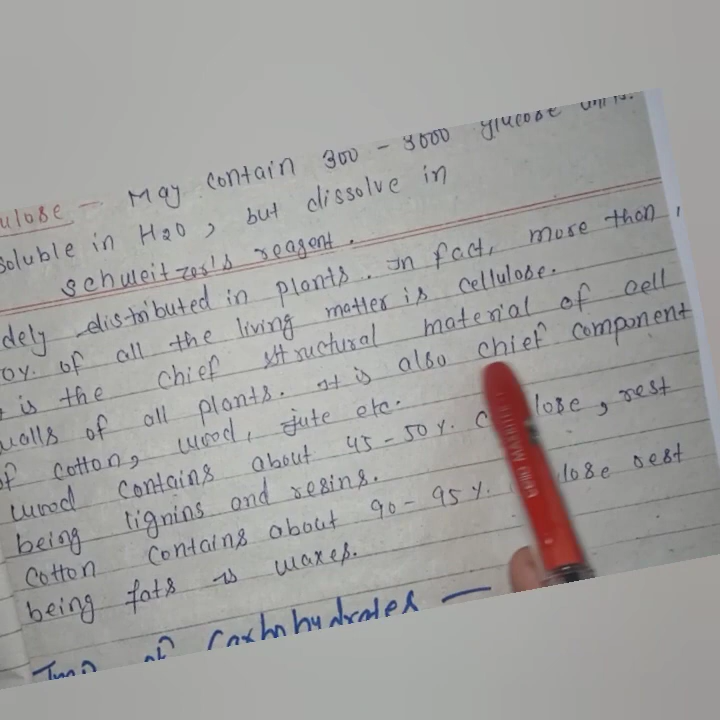 ulose - May contain 300 - 3000 glucose units.
soluble in H2O, but dissolve in
schweitzer's reagent.
dely distributed in plants. In fact, more than
0%. of all the living matter is cellulose.
t is the chief structural material of cell
walls of all plants. It is also chief component
of cotton, wood, jute etc.
wood contains about 45-50%. c lose, rest
being lignins and resins.
cotton contains about 90-95%. lose rest
being fats & waxes.
of Carbohydrates -